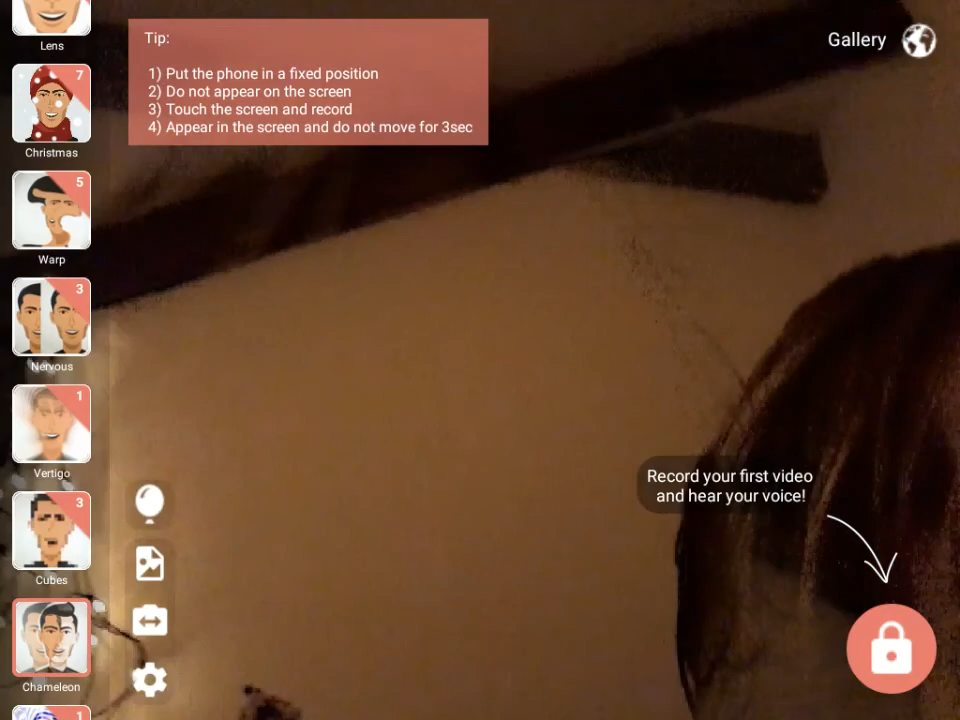 Lens
7
Christmas
5
Warp
3
Nervous
1
Vertigo
3
Cubes
Chameleon
1
Tip:
1) Put the phone in a fixed position
2) Do not appear on the screen
3) Touch the screen and record
4) Appear in the screen and do not move for 3sec
Gallery
Record your first video
and hear your voice!